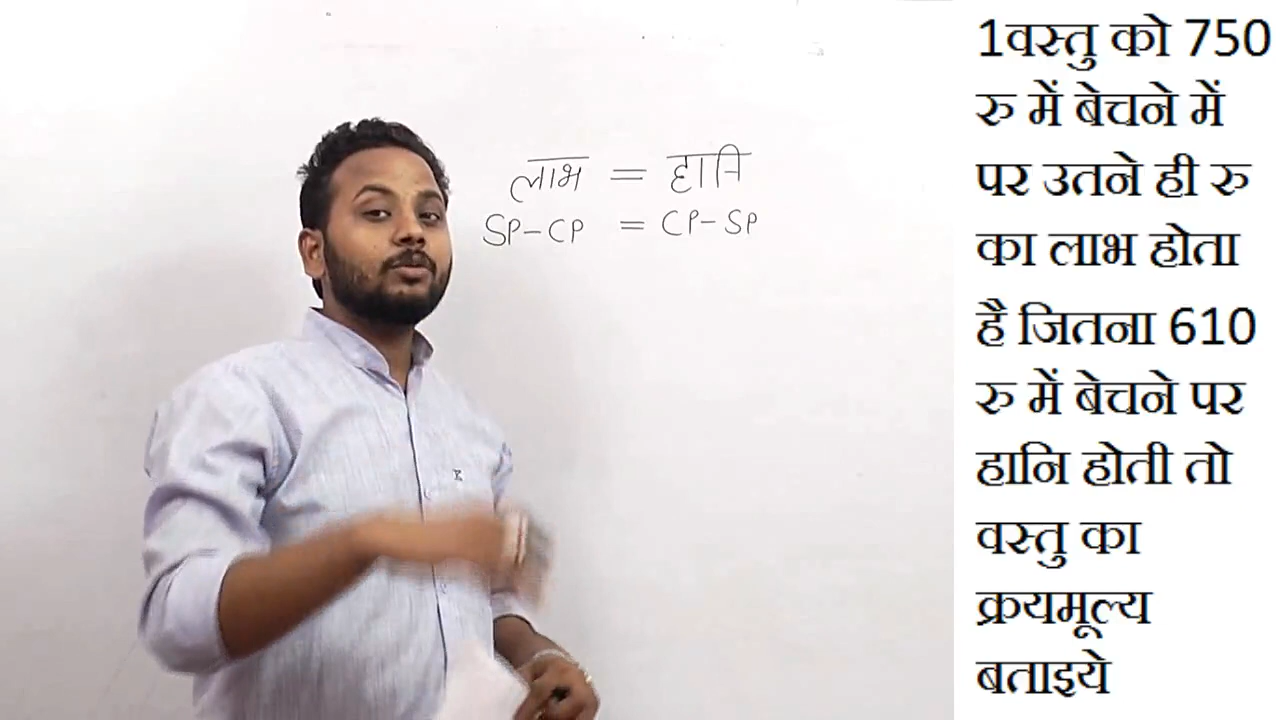 लाभ = हानि
SP-CP = CP-SP
1वस्तु को 750
रु में बेचने में
पर उतने ही रु
का लाभ होता
है जितना 610
रु में बेचने पर
हानि होती तो
वस्तु का
क्रयमूल्य
बताइये